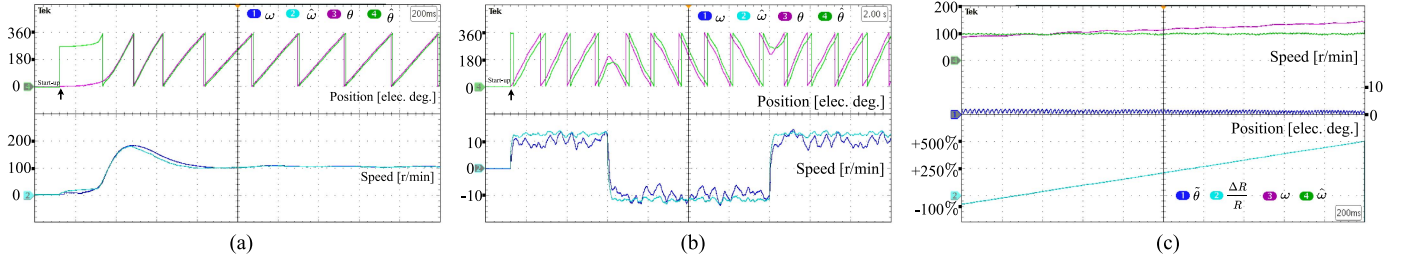 Tek
1 ω 2 ω̂ 3 θ 4 θ̂
200ms
360
180
Start-up
0
Position [elec. deg.]
200
100
Speed [r/min]
0
(a)
Tek
1 ω 2 ω̂ 3 θ 4 θ̂
2.00 s
360
180
Start-up
0
Position [elec. deg.]
10
0
Speed [r/min]
-10
(b)
Tek
200
100
Speed [r/min]
0
10
0
Position [elec. deg.]
+500%
+250%
-100%
1 θ̃ 2 ΔR/R 3 ω 4 ω̂
200ms
(c)